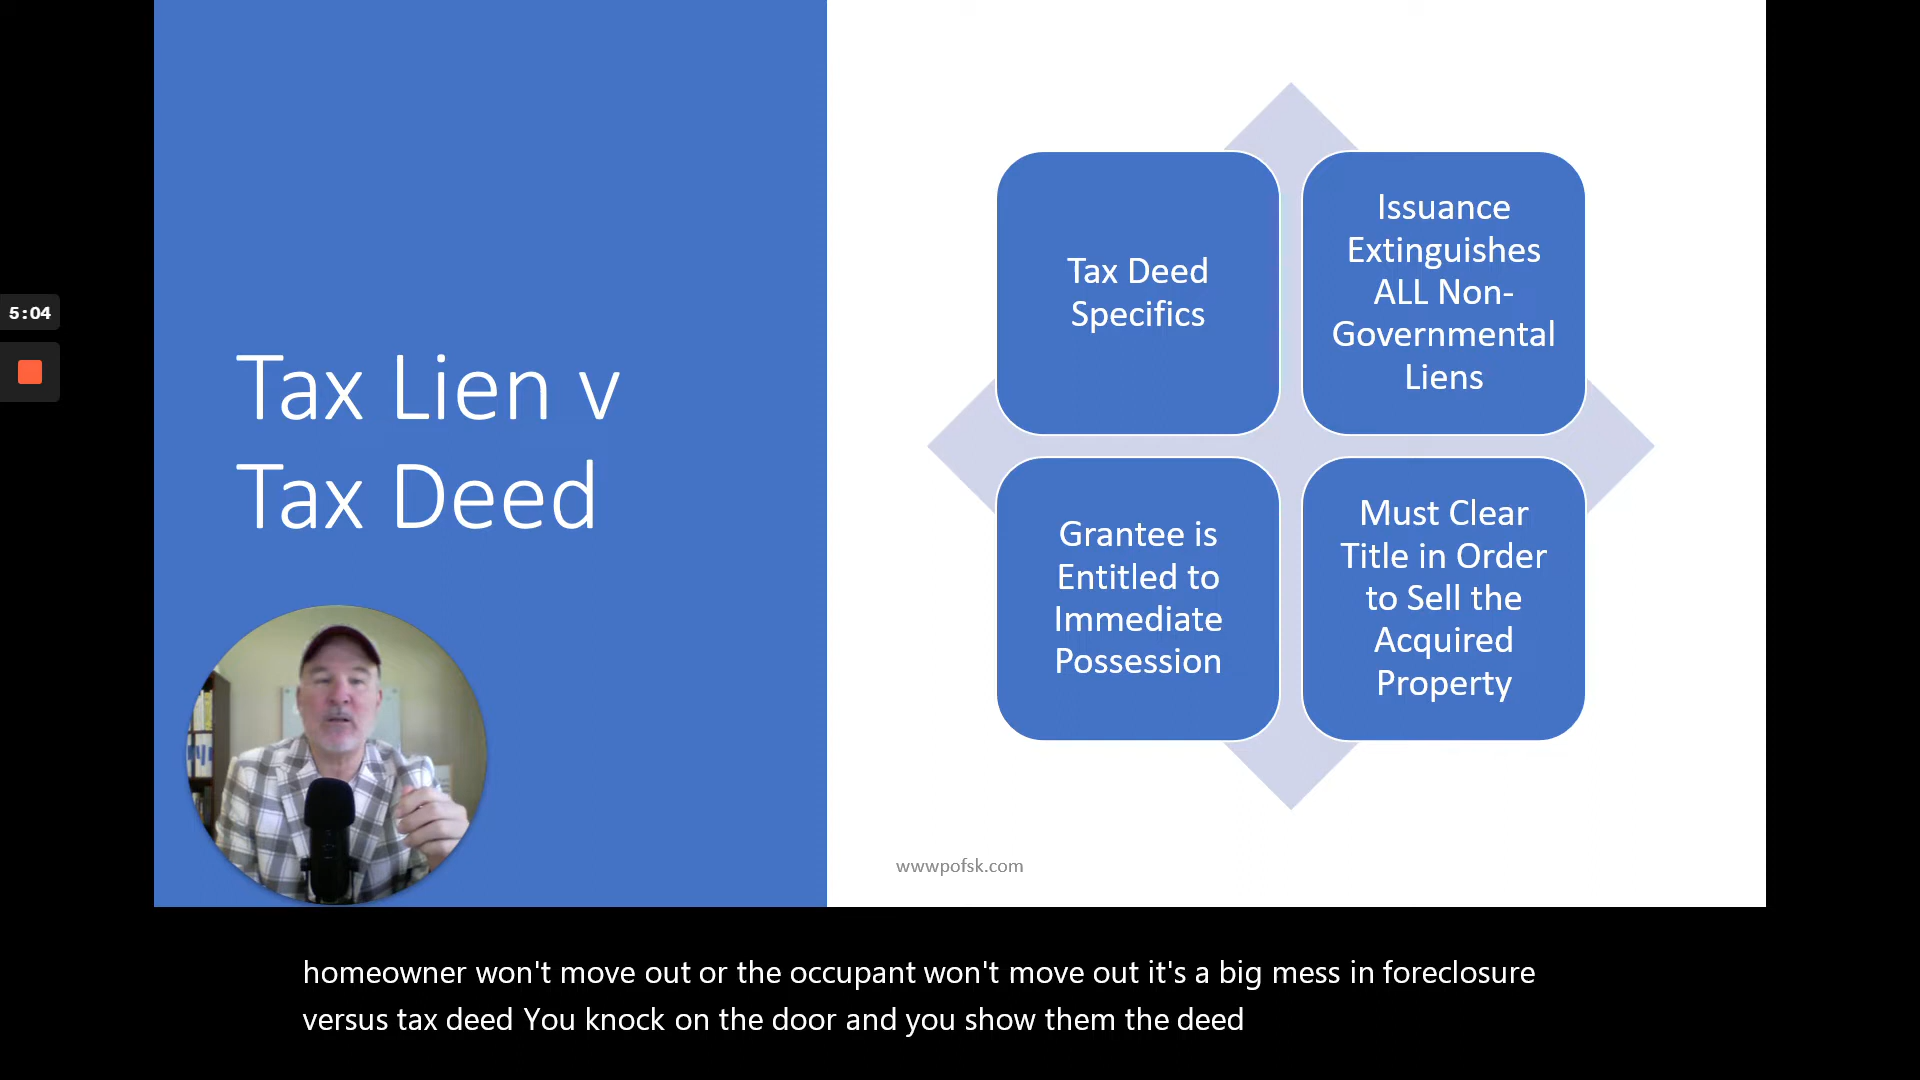 5:04
Tax Lien v
Tax Deed
Tax Deed
Specifics
Issuance
Extinguishes
ALL Non-
Governmental
Liens
Grantee is
Entitled to
Immediate
Possession
Must Clear
Title in Order
to Sell the
Acquired
Property
wwwpofsk.com
homeowner won't move out or the occupant won't move out it's a big mess in foreclosure
versus tax deed You knock on the door and you show them the deed